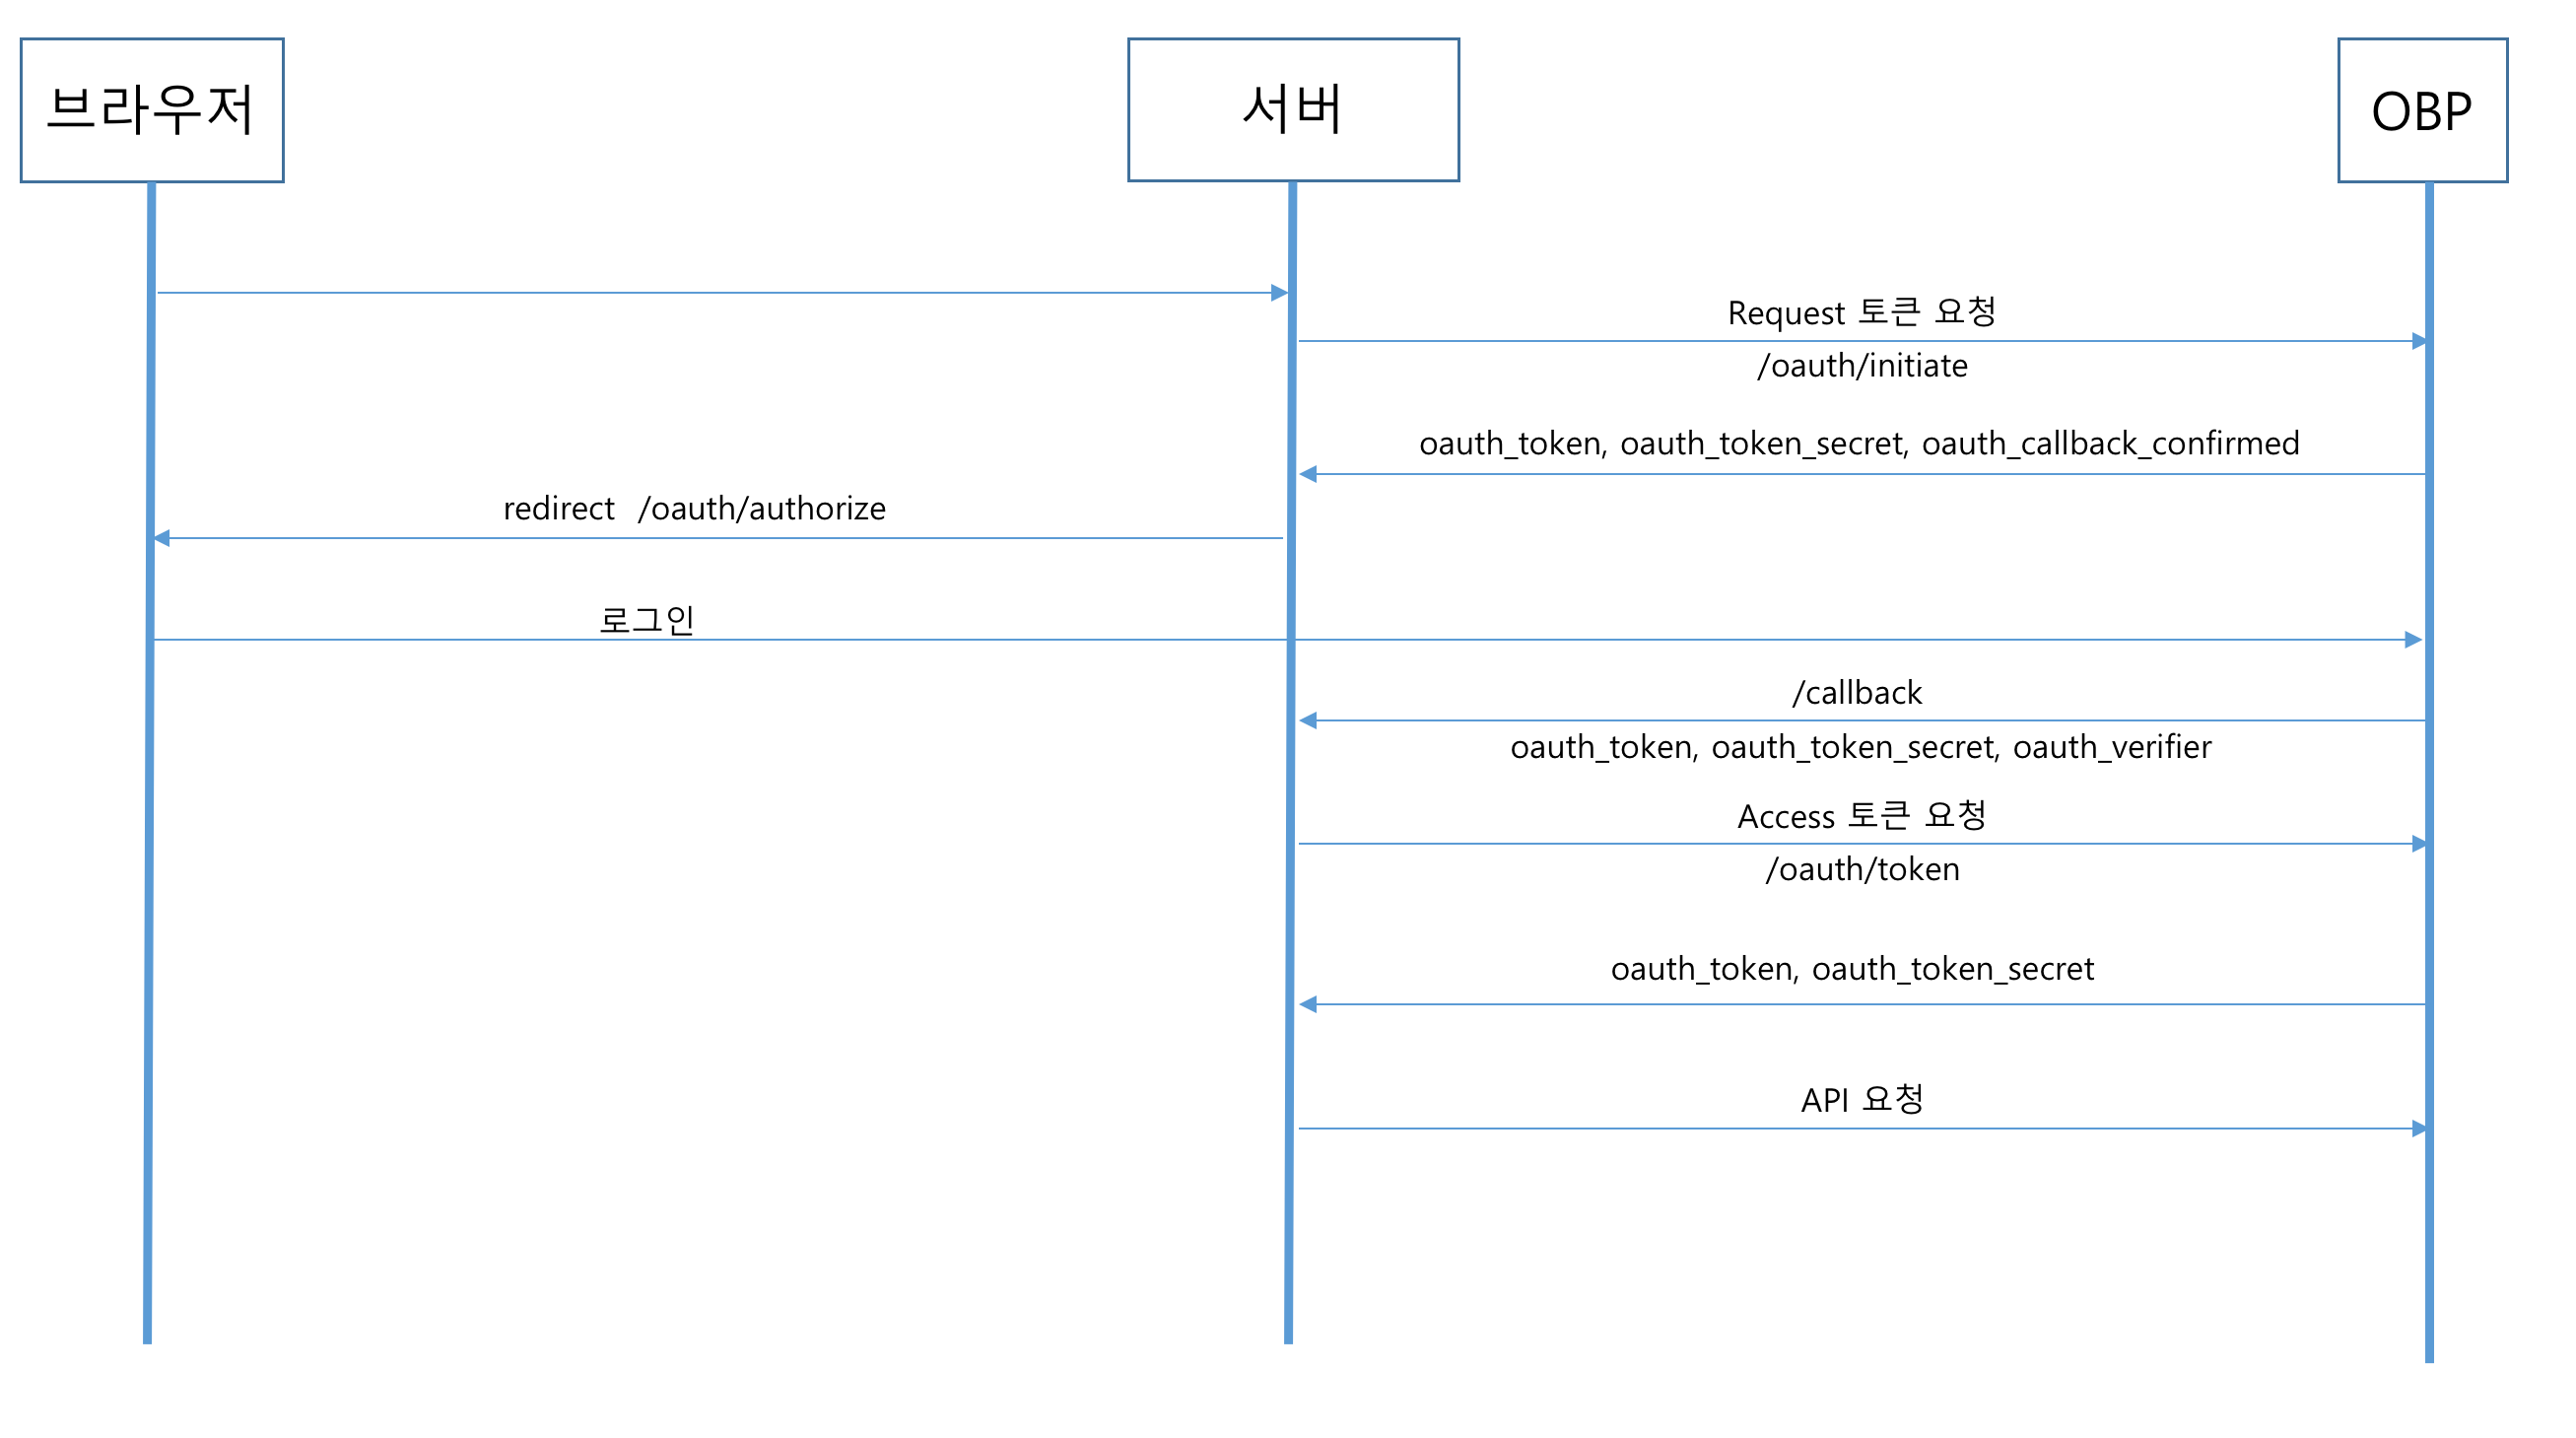 브라우저
서버
OBP
Request 토큰 요청
/oauth/initiate
oauth_token, oauth_token_secret, oauth_callback_confirmed
redirect /oauth/authorize
로그인
/callback
oauth_token, oauth_token_secret, oauth_verifier
Access 토큰 요청
/oauth/token
oauth_token, oauth_token_secret
API 요청